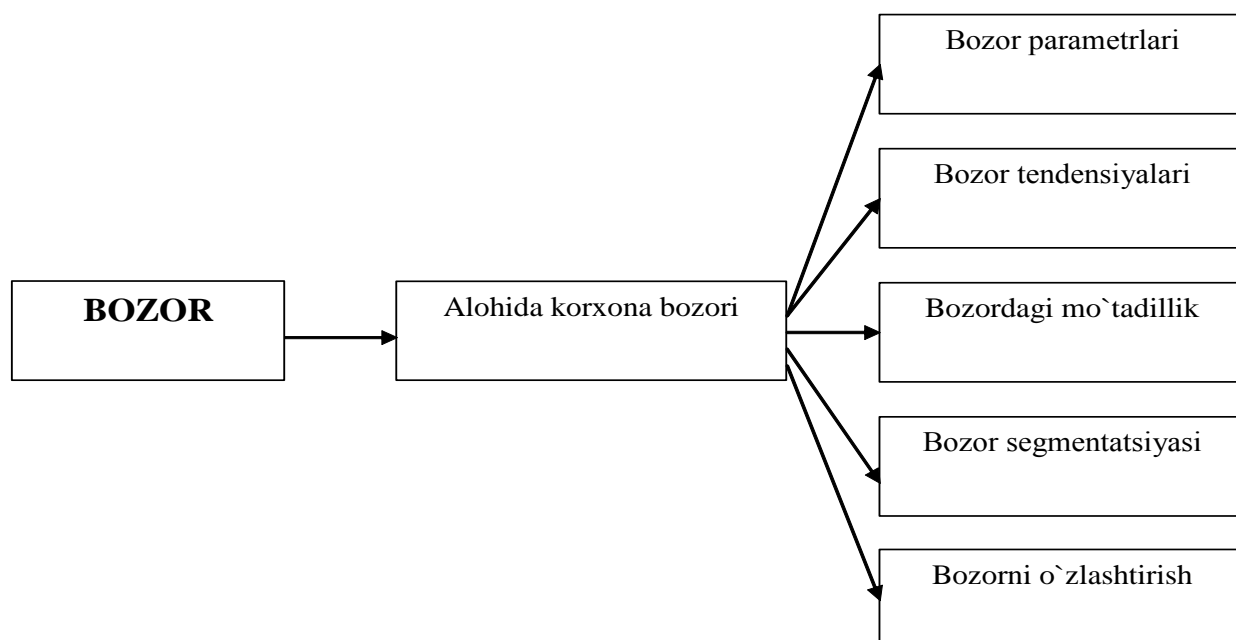 BOZOR
Alohida korxona bozori
Bozor parametrlari
Bozor tendensiyalari
Bozordagi mo`tadillik
Bozor segmentatsiyasi
Bozorni o`zlashtirish